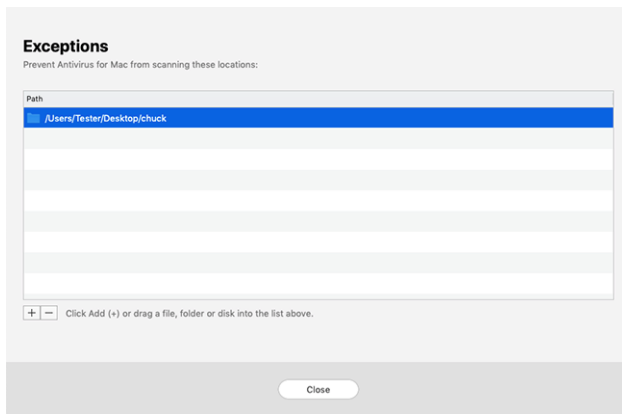 Exceptions
Prevent Antivirus for Mac from scanning these locations:
Path
/Users/Tester/Desktop/chuck
+ − Click Add (+) or drag a file, folder or disk into the list above.
Close